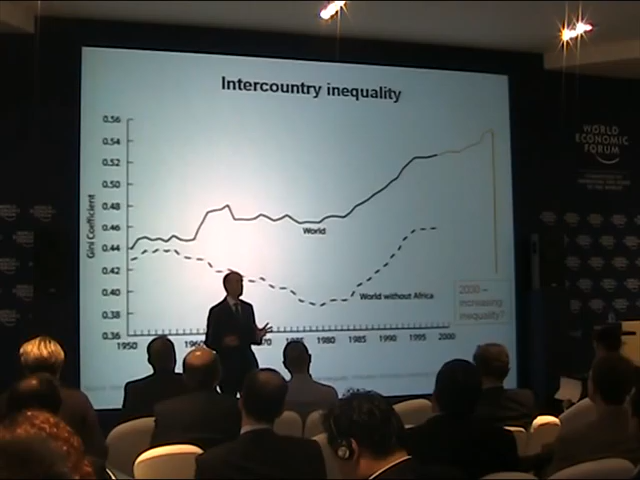 Intercountry inequality
WORLD
ECONOMIC
FORUM
Gini Coefficient
0.56
0.54
0.52
0.50
0.48
0.46
0.44
0.42
0.40
0.38
0.36
World
World without Africa
2030 –
increasing
inequality?
1950
1975
1980
1985
1990
1995
2000